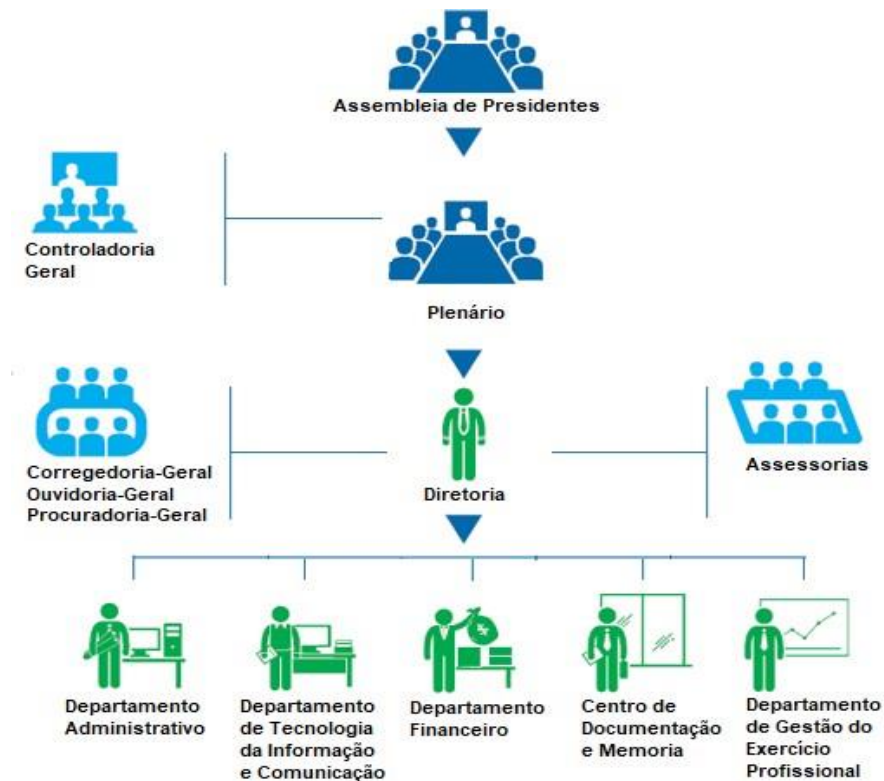 Assembleia de Presidentes
Controladoria
Geral
Plenário
Corregedoria-Geral
Ouvidoria-Geral
Procuradoria-Geral
Diretoria
Assessorias
Departamento
Administrativo
Departamento
de Tecnologia
da Informação
e Comunicação
Departamento
Financeiro
Centro de
Documentação
e Memoria
Departamento
de Gestão do
Exercício
Profissional